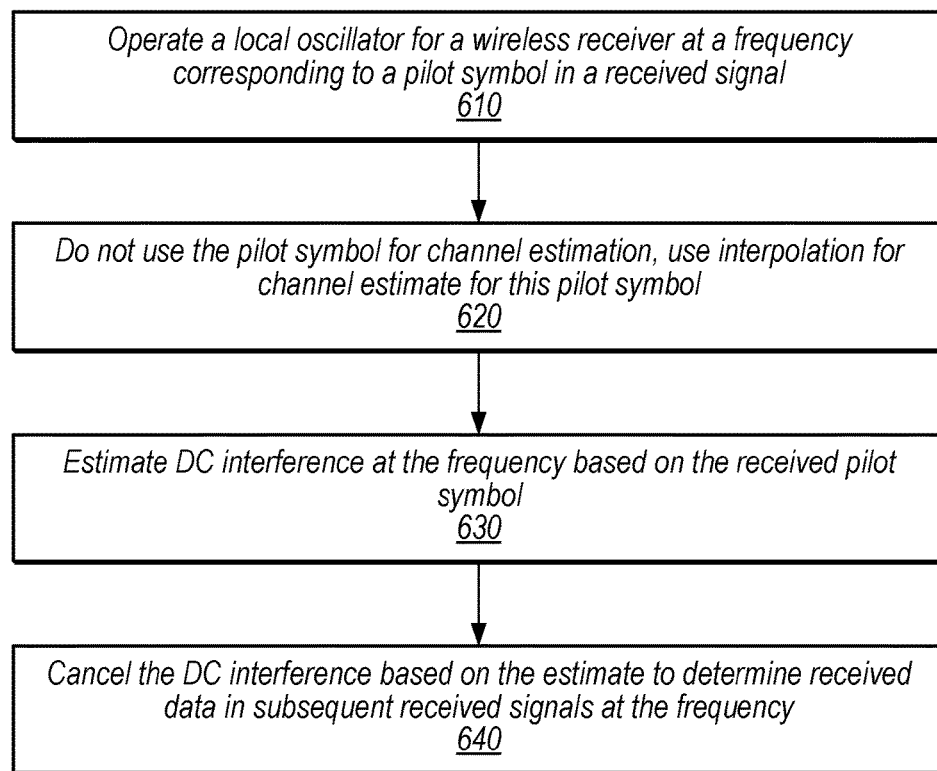 Operate a local oscillator for a wireless receiver at a frequency
corresponding to a pilot symbol in a received signal
610
Do not use the pilot symbol for channel estimation, use interpolation for
channel estimate for this pilot symbol
620
Estimate DC interference at the frequency based on the received pilot
symbol
630
Cancel the DC interference based on the estimate to determine received
data in subsequent received signals at the frequency
640